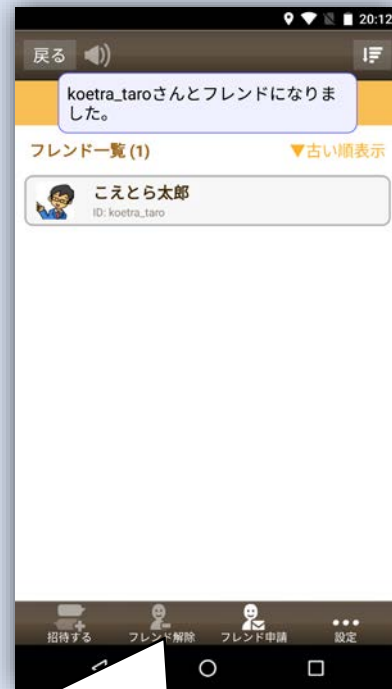 20:12
戻る
koetra_taroさんとフレンドになりま
した。
フレンド一覧 (1)
▼古い順表示
こえとら太郎
ID: koetra_taro
招待する
フレンド解除
フレンド申請
設定